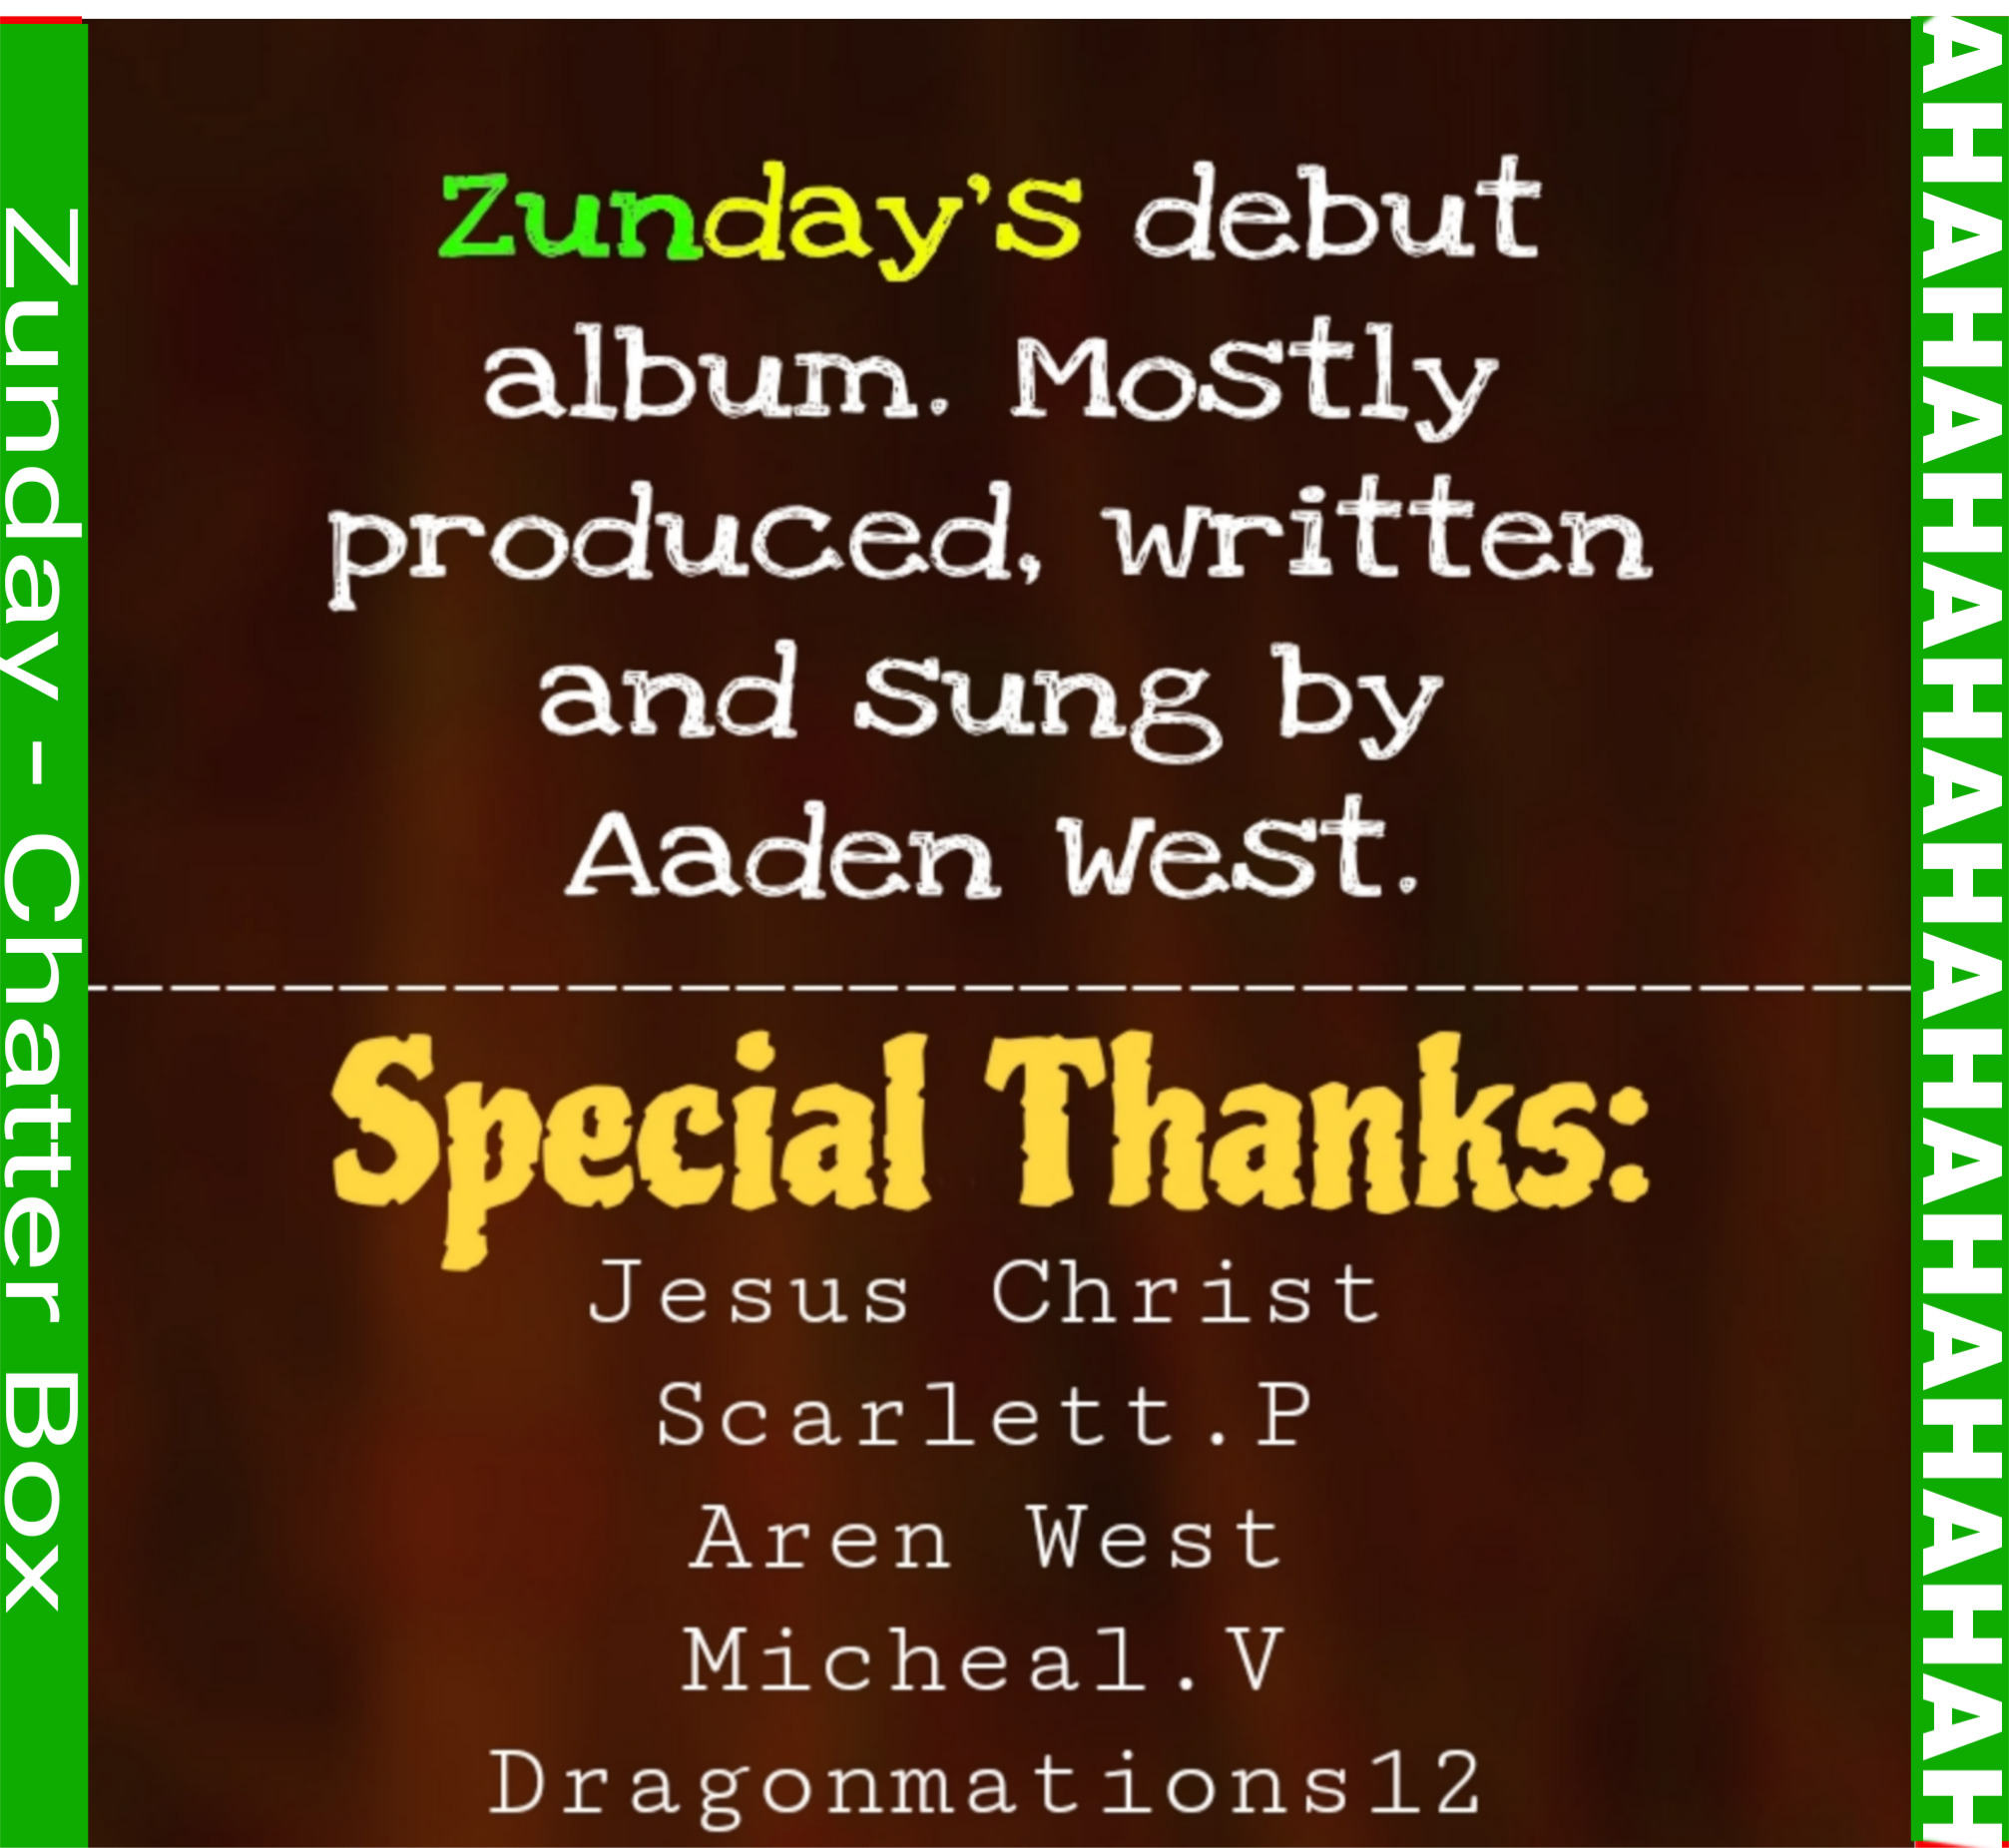 Zunday - Chatter Box
Zunday's debut
album. Mostly
produced, written
and sung by
Aaden West.
Special Thanks:
Jesus Christ
Scarlett.P
Aren West
Micheal.V
Dragonmations12
AHAHAHAHAHAHAHAHAHAH